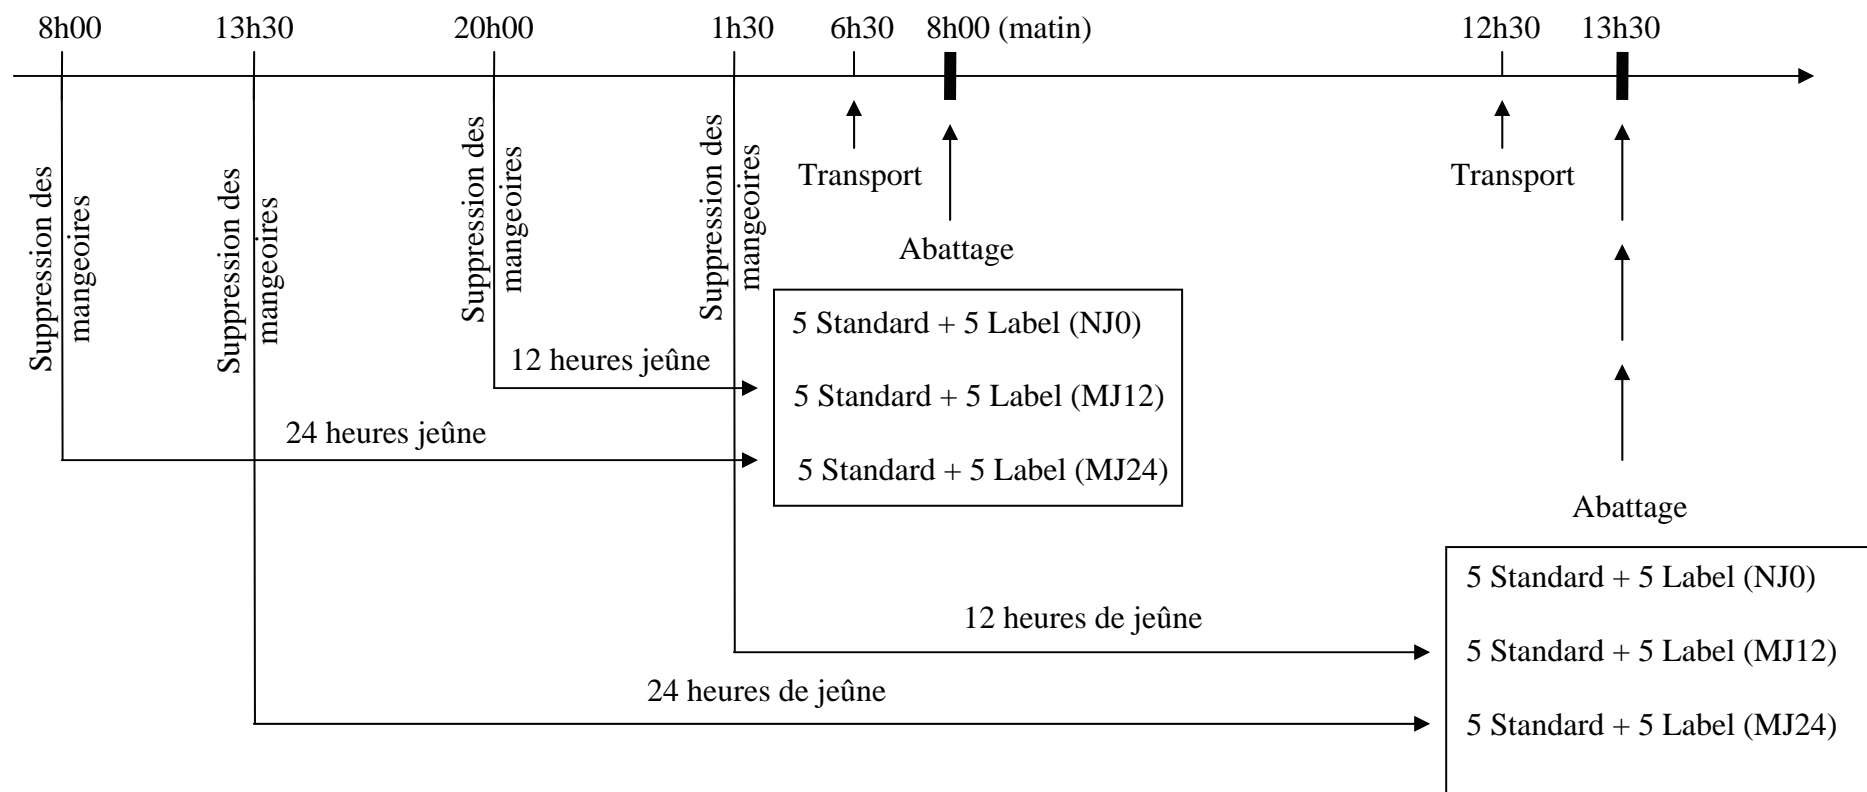 8h00
13h30
20h00
1h30
6h30
8h00 (matin)
12h30
13h30
Suppression des
mangeoires
Suppression des
mangeoires
Suppression des
mangeoires
Suppression des
mangeoires
Transport
Transport
Abattage
5 Standard + 5 Label (NJ0)
12 heures jeûne
5 Standard + 5 Label (MJ12)
24 heures jeûne
5 Standard + 5 Label (MJ24)
Abattage
5 Standard + 5 Label (NJ0)
12 heures de jeûne
5 Standard + 5 Label (MJ12)
24 heures de jeûne
5 Standard + 5 Label (MJ24)